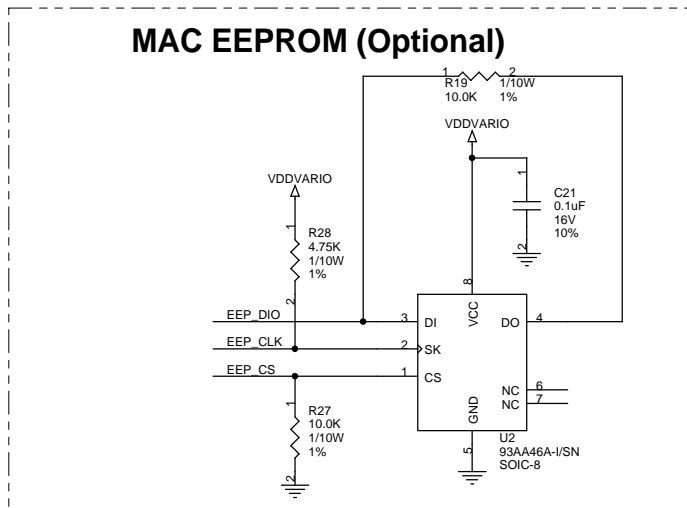 MAC EEPROM (Optional)
1 2
R19 1/10W
10.0K 1%
VDDVARIO
VDDVARIO
1
C21
0.1uF
16V
10%
2
1
R28
4.75K
1/10W
1%
2
8
EEP_DIO 3 DI VCC DO 4
EEP_CLK 2 SK
EEP_CS 1 CS
NC 6
NC 7
GND
1
R27
10.0K
1/10W
1%
2
5
U2
93AA46A-I/SN
SOIC-8